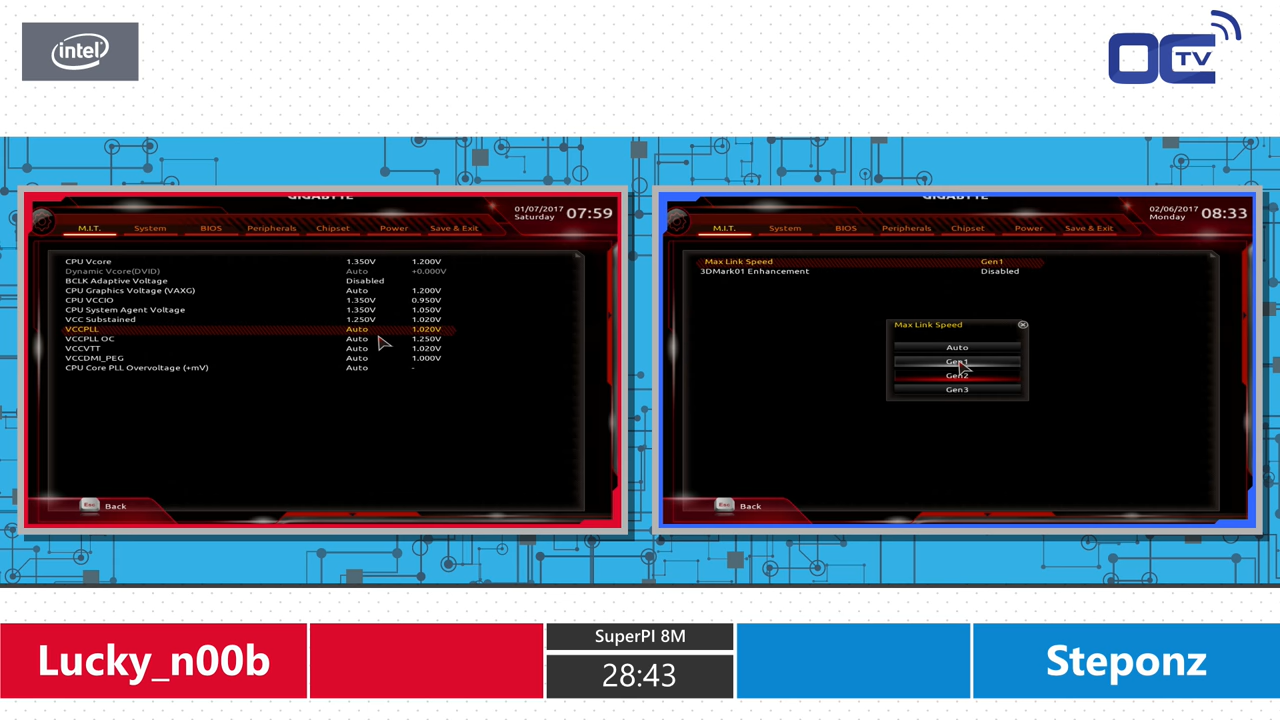 intel
OC
TV
GIGABYTE
01/07/2017
Saturday
07:59
M.I.T. System BIOS Peripherals Chipset Power Save & Exit
CPU Vcore 1.350V 1.200V
Dynamic Vcore(DVID) Auto +0.000V
BCLK Adaptive Voltage Disabled
CPU Graphics Voltage (VAXG) Auto 1.200V
CPU VCCIO 1.350V 0.950V
CPU System Agent Voltage 1.350V 1.050V
VCC Substained 1.250V 1.020V
VCCPLL Auto 1.020V
VCCPLL OC Auto 1.250V
VCCVTT Auto 1.020V
VCCDMI_PEG Auto 1.000V
CPU Core PLL Overvoltage (+mV) Auto -
Esc Back
GIGABYTE
02/06/2017
Monday
08:33
M.I.T. System BIOS Peripherals Chipset Power Save & Exit
Max Link Speed Gen1
3DMark01 Enhancement Disabled
Max Link Speed
Auto
Gen1
Gen2
Gen3
Esc Back
Lucky_n00b
SuperPI 8M
28:43
Steponz